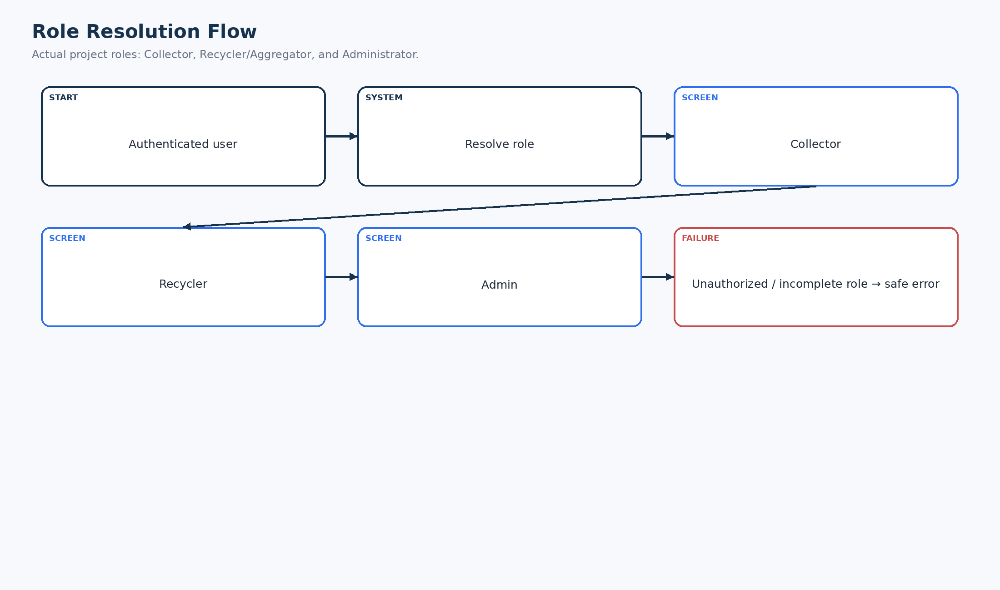 Role Resolution Flow
Actual project roles: Collector, Recycler/Aggregator, and Administrator.
START
Authenticated user
SYSTEM
Resolve role
SCREEN
Collector
SCREEN
Recycler
SCREEN
Admin
FAILURE
Unauthorized / incomplete role → safe error